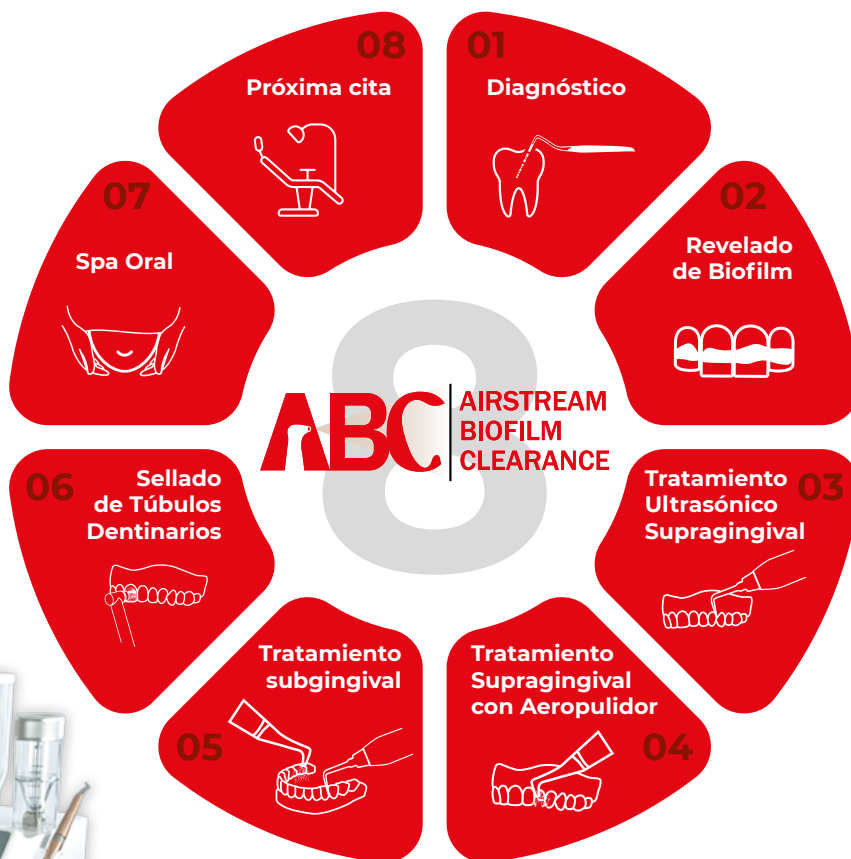 01
Diagnóstico
02
Revelado
de Biofilm
03
Tratamiento
Ultrasónico
Supragingival
04
Tratamiento
Supragingival
con Aeropulidor
05
Tratamiento
subgingival
06
Sellado
de Túbulos
Dentinarios
07
Spa Oral
08
Próxima cita
8
ABC
AIRSTREAM
BIOFILM
CLEARANCE